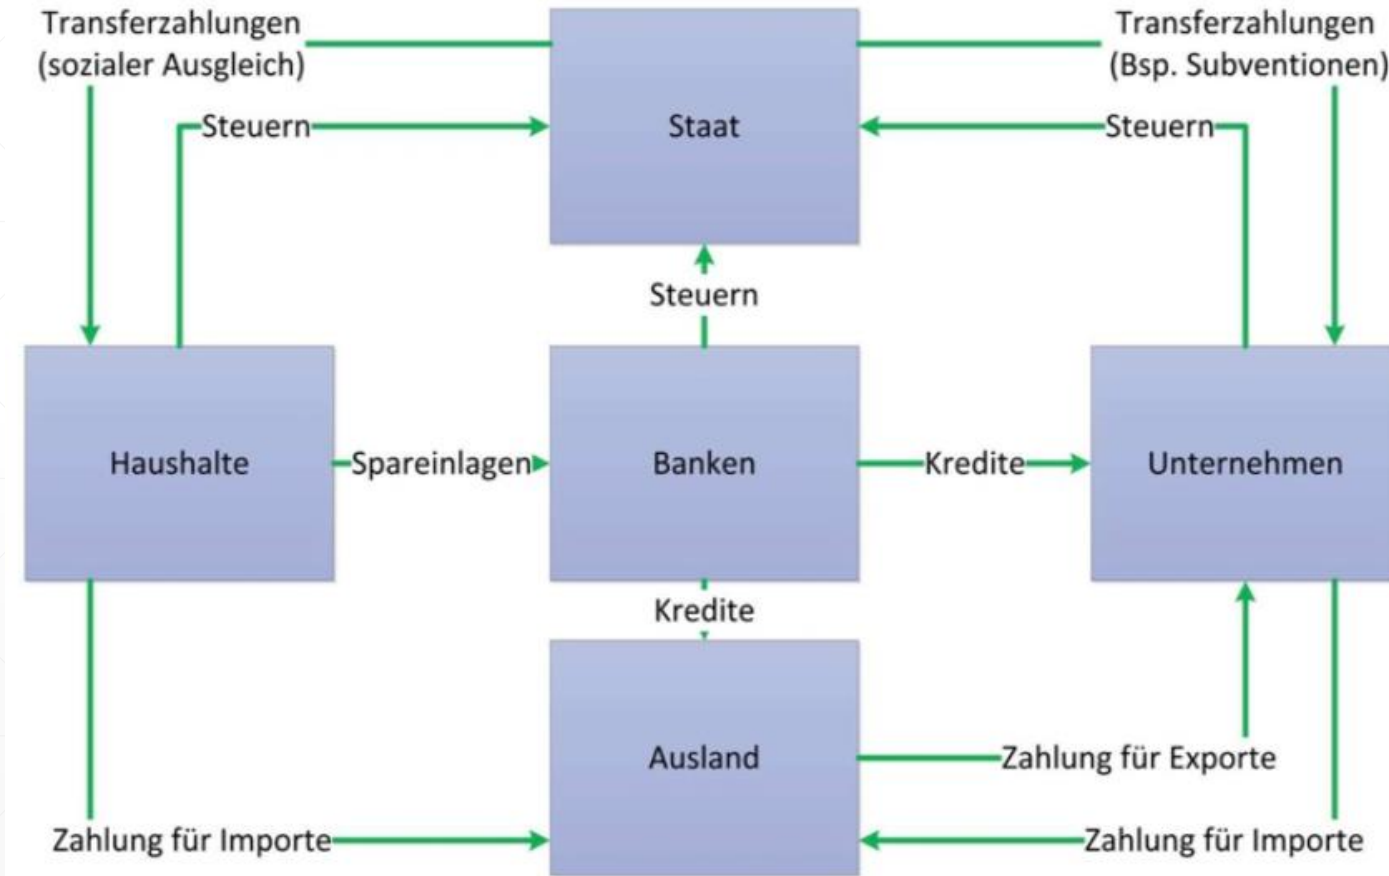 Transferzahlungen
(sozialer Ausgleich)
Transferzahlungen
(Bsp. Subventionen)
Steuern
Staat
Steuern
Steuern
Haushalte
Spareinlagen
Banken
Kredite
Unternehmen
Kredite
Ausland
Zahlung für Exporte
Zahlung für Importe
Zahlung für Importe